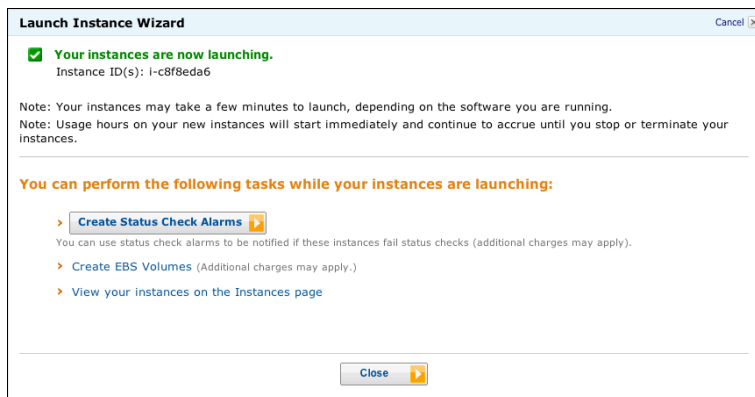 Launch Instance Wizard
Cancel
Your instances are now launching.
Instance ID(s): i-c8f8eda6
Note: Your instances may take a few minutes to launch, depending on the software you are running.
Note: Usage hours on your new instances will start immediately and continue to accrue until you stop or terminate your
instances.
You can perform the following tasks while your instances are launching:
Create Status Check Alarms
You can use status check alarms to be notified if these instances fail status checks (additional charges may apply).
Create EBS Volumes (Additional charges may apply.)
View your instances on the Instances page
Close